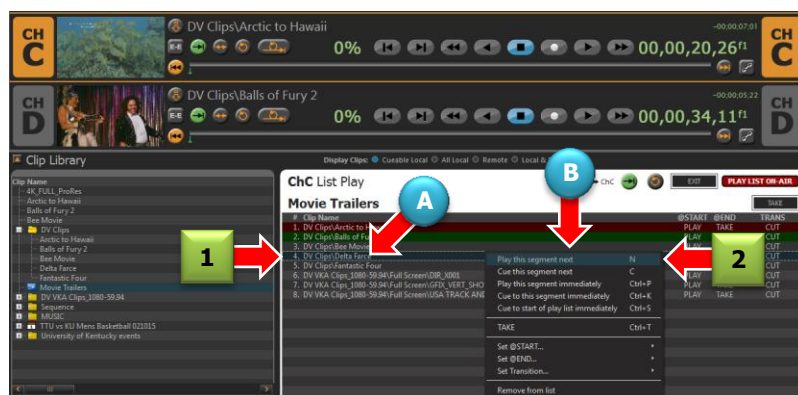 CH C
DV Clips\Arctic to Hawaii
-00;00;07;01
CH C
E-E
0%
00,00,20,26f1
CH D
DV Clips\Balls of Fury 2
-00;00;05;22
CH D
E-E
0%
00,00,34,11f1
Clip Library
Display Clips: Cueable Local All Local Remote Local &
Clip Name
4K_FULL_ProRes
Arctic to Hawaii
Balls of Fury 2
Bee Movie
DV Clips
Arctic to Hawaii
Balls of Fury 2
Bee Movie
Delta Farce
Fantastic Four
Movie Trailers
DV VKA Clips_1080-59.94
Sequence
MUSIC
TTU vs KU Mens Basketball 021015
University of Kentucky events
ChC List Play
ChC
EXIT
PLAY LIST ON-AIR
Movie Trailers
TAKE
# Clip Name @START @END TRANS
1. DV Clips\Arctic to H PLAY TAKE CUT
2. DV Clips\Balls of Fu CUT
3. DV Clips\Bee Movie
4. DV Clips\Delta Farce
5. DV Clips\Fantastic Four
7. DV VKA Clips_1080-59.94\Full Screen\DIR_X001
7. DV VKA Clips_1080-59.94\Full Screen\GFIX_VERT_SHO
8. DV VKA Clips_1080-59.94\Full Screen\USA TRACK AND PLAY TAKE CUT
Play this segment next N
Cue this segment next C
Play this segment immediately Ctrl+P
Cue to this segment immediately Ctrl+K
Cue to start of play list immediately Ctrl+S
TAKE Ctrl+T
Set @START...
Set @END...
Set Transition...
Remove from list
A
B
1
2